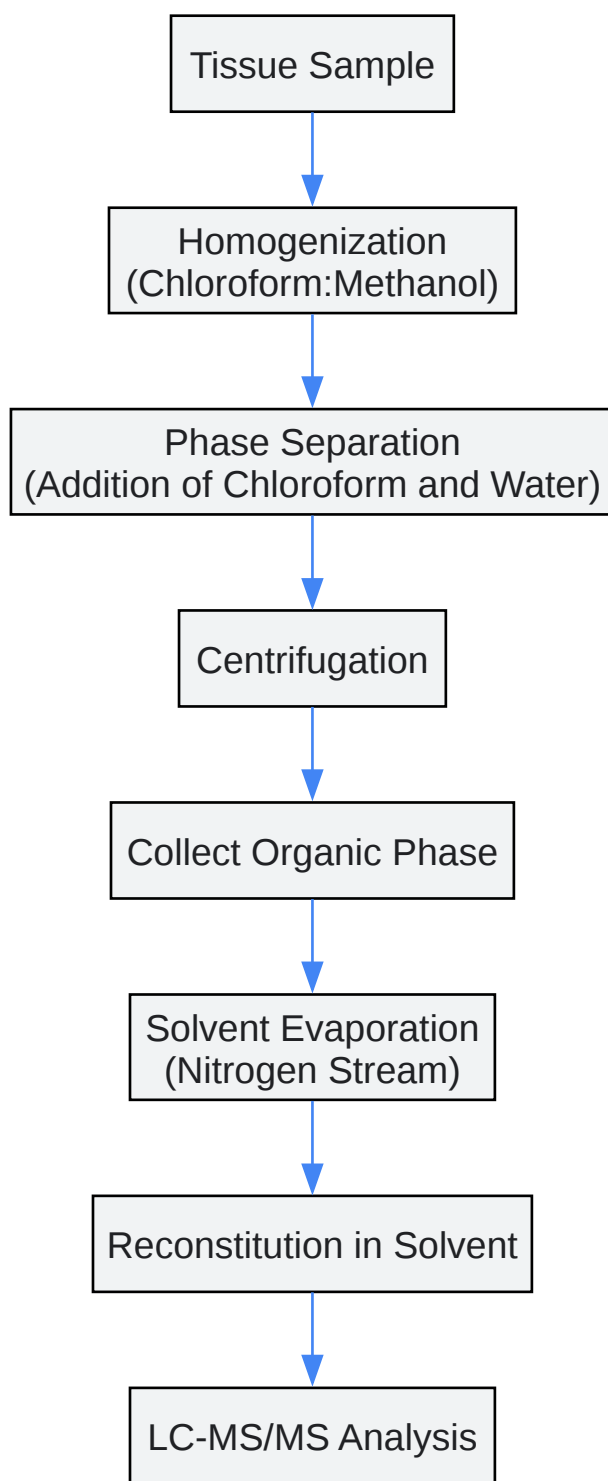 Tissue Sample
Homogenization
(Chloroform:Methanol)
Phase Separation
(Addition of Chloroform and Water)
Centrifugation
Collect Organic Phase
Solvent Evaporation
(Nitrogen Stream)
Reconstitution in Solvent
LC-MS/MS Analysis